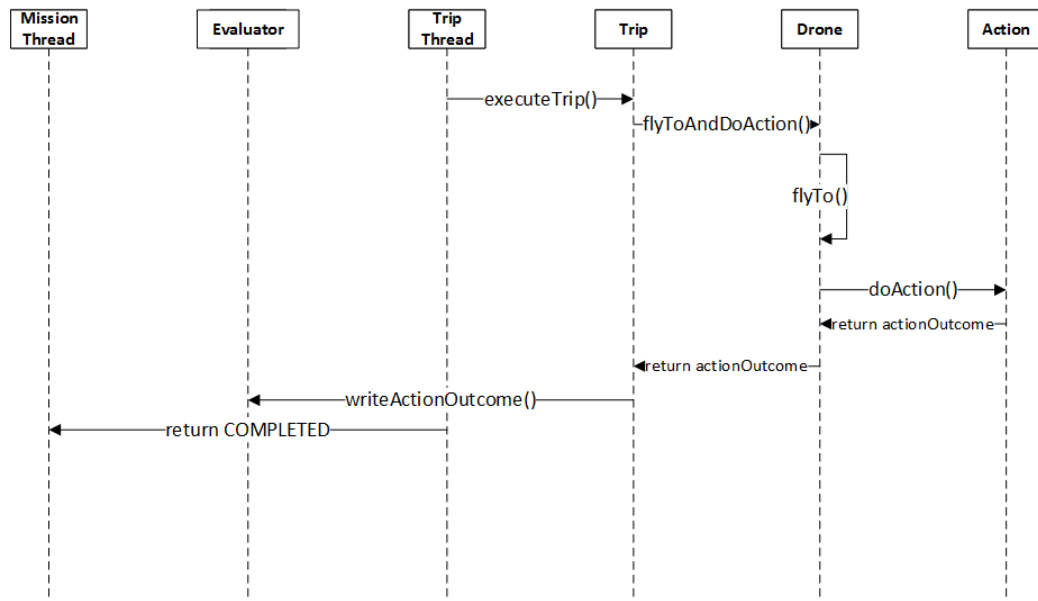 Mission
Thread
Evaluator
Trip
Thread
Trip
Drone
Action
executeTrip()
flyToAndDoAction()
flyTo()
doAction()
return actionOutcome
return actionOutcome
writeActionOutcome()
return COMPLETED